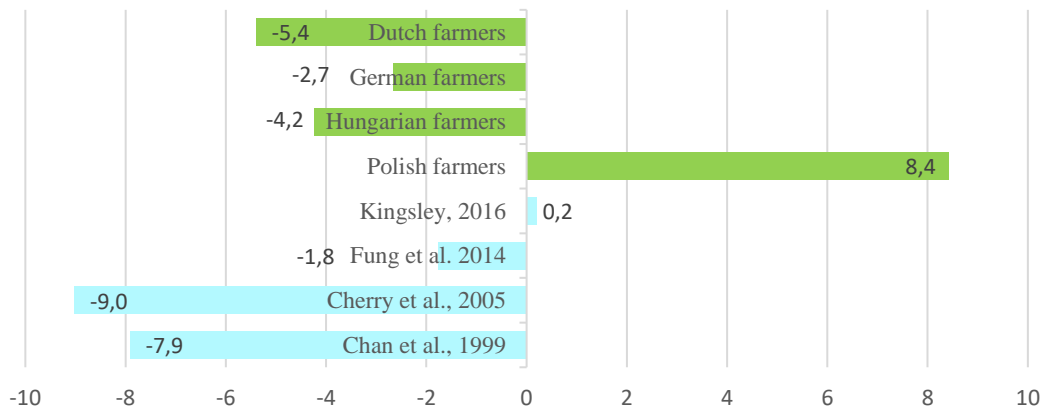 -5,4 Dutch farmers
-2,7 German farmers
-4,2 Hungarian farmers
Polish farmers 8,4
Kingsley, 2016 0,2
-1,8 Fung et al. 2014
-9,0 Cherry et al., 2005
-7,9 Chan et al., 1999
-10 -8 -6 -4 -2 0 2 4 6 8 10